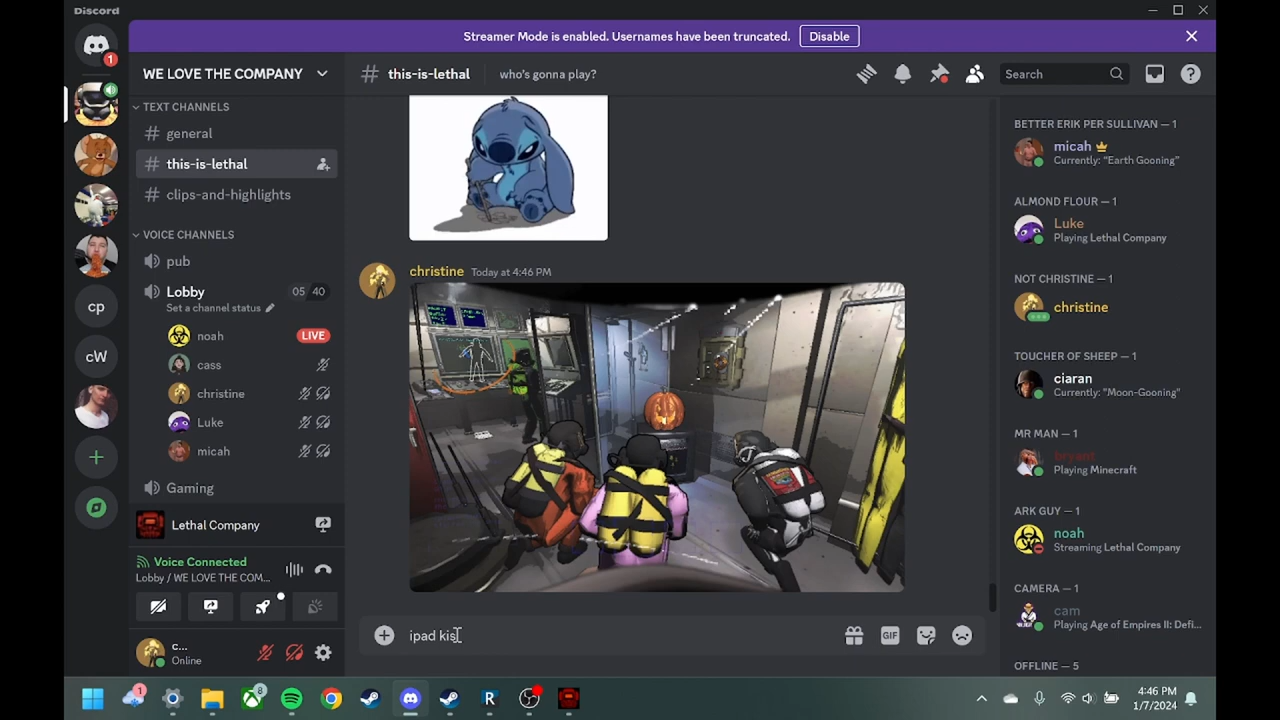 Discord
Streamer Mode is enabled. Usernames have been truncated. Disable
1
WE LOVE THE COMPANY
# this-is-lethal who's gonna play?
Search
TEXT CHANNELS
# general
# this-is-lethal
# clips-and-highlights
VOICE CHANNELS
pub
Lobby 05 40
Set a channel status
noah LIVE
cass
christine
Luke
micah
Gaming
cp
cW
Lethal Company
Voice Connected
Lobby / WE LOVE THE COM...
c...
Online
christine Today at 4:46 PM
ipad kis
GIF
BETTER ERIK PER SULLIVAN — 1
micah
Currently: "Earth Gooning"
ALMOND FLOUR — 1
Luke
Playing Lethal Company
NOT CHRISTINE — 1
christine
TOUCHER OF SHEEP — 1
ciaran
Currently: "Moon-Gooning"
MR MAN — 1
bryant
Playing Minecraft
ARK GUY — 1
noah
Streaming Lethal Company
CAMERA — 1
cam
Playing Age of Empires II: Defi...
OFFLINE — 5
1
8
R
4:46 PM
1/7/2024